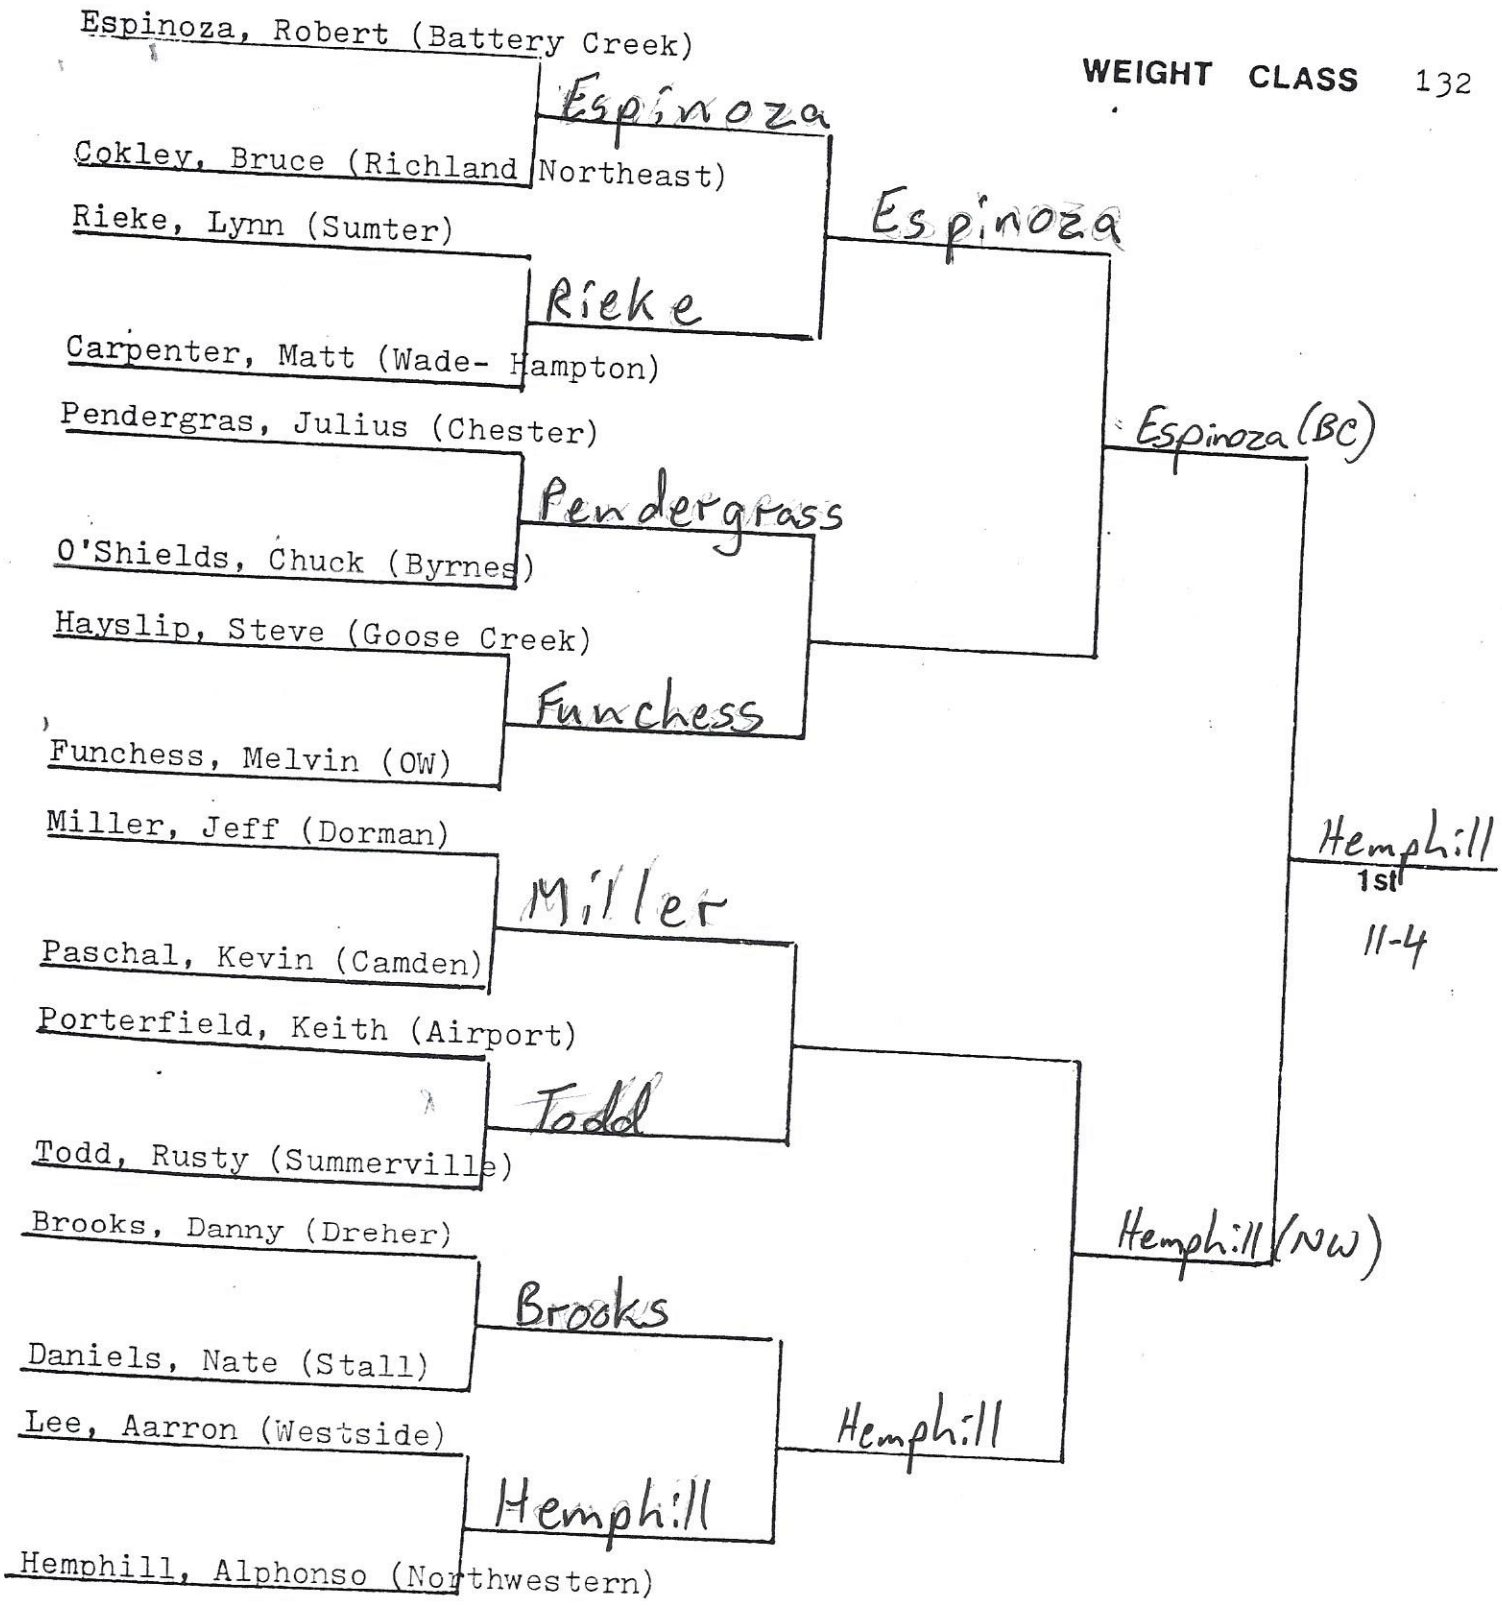 Espinoza, Robert (Battery Creek)
WEIGHT CLASS 132
Espinoza
Cokley, Bruce (Richland Northeast)
Rieke, Lynn (Sumter)
Espinoza
Rieke
Carpenter, Matt (Wade- Hampton)
Pendergras, Julius (Chester)
Espinoza (BC)
Pendergrass
O'Shields, Chuck (Byrnes)
Hayslip, Steve (Goose Creek)
Funchess
Funchess, Melvin (OW)
Miller, Jeff (Dorman)
Hemphill
1st
11-4
Miller
Paschal, Kevin (Camden)
Porterfield, Keith (Airport)
Todd
Todd, Rusty (Summerville)
Brooks, Danny (Dreher)
Hemphill (NW)
Brooks
Daniels, Nate (Stall)
Lee, Aarron (Westside)
Hemphill
Hemphill
Hemphill, Alphonso (Northwestern)